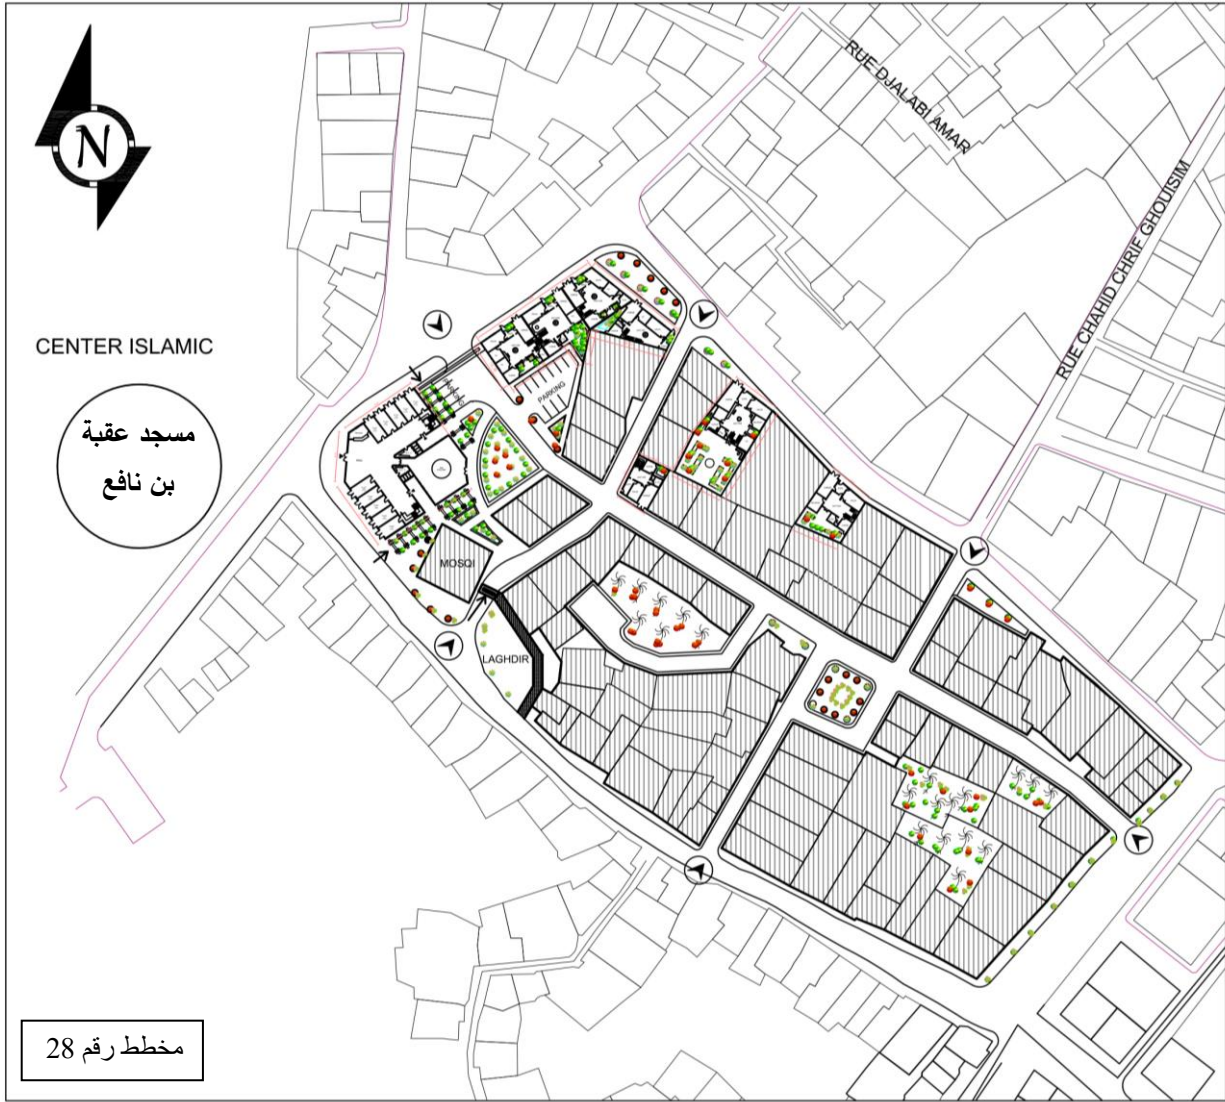 N
RUE DJALABI AMAR
RUE CHAHID CHRIF GHOUISIM
CENTER ISLAMIC
مسجد عقبة
بن نافع
PARKING
MOSQI
LAGHDIR
مخطط رقم 28